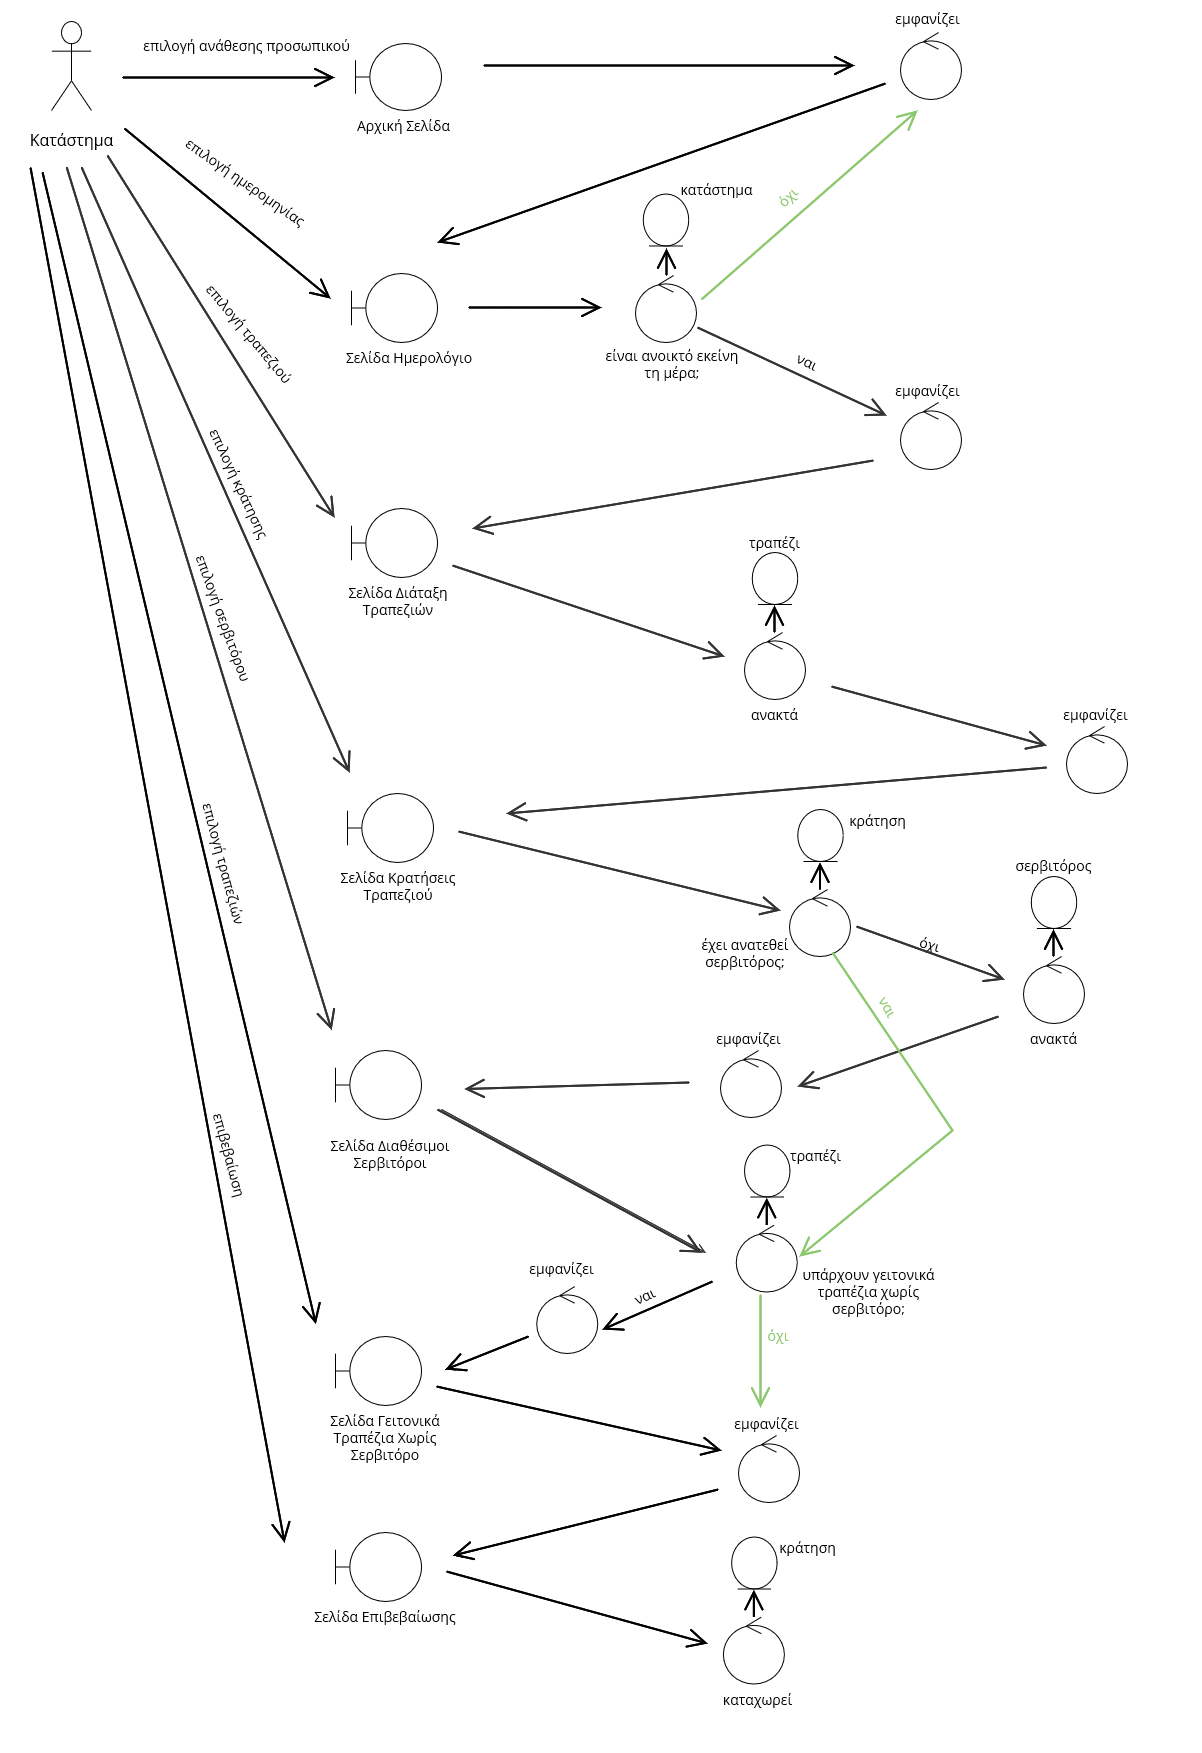 εμφανίζει
επιλογή ανάθεσης προσωπικού
Αρχική Σελίδα
Κατάστημα
επιλογή ημερομηνίας
κατάστημα
όχι
επιλογή τραπεζιού
Σελίδα Ημερολόγιο
είναι ανοικτό εκείνη
τη μέρα;
ναι
εμφανίζει
επιλογή κράτησης
τραπέζι
Σελίδα Διάταξη
Τραπεζιών
επιλογή σερβιτόρου
ανακτά
εμφανίζει
κράτηση
επιλογή τραπεζιών
Σελίδα Κρατήσεις
Τραπεζιού
σερβιτόρος
έχει ανατεθεί
σερβιτόρος;
όχι
ναι
εμφανίζει
ανακτά
Σελίδα Διαθέσιμοι
Σερβιτόροι
επιβεβαίωση
τραπέζι
εμφανίζει
ναι
υπάρχουν γειτονικά
τραπέζια χωρίς
σερβιτόρο;
όχι
Σελίδα Γειτονικά
Τραπέζια Χωρίς
Σερβιτόρο
εμφανίζει
κράτηση
Σελίδα Επιβεβαίωσης
καταχωρεί